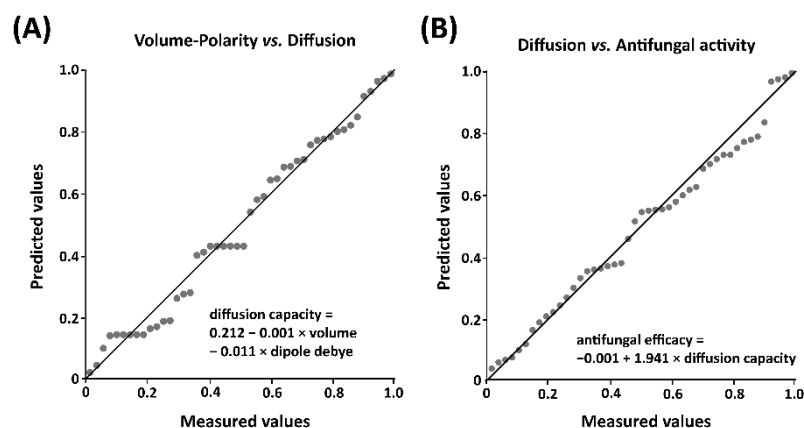 (A)
Volume-Polarity vs. Diffusion
1.0
0.8
0.6
0.4
0.2
0
0
0.2
0.4
0.6
0.8
1.0
Predicted values
Measured values
diffusion capacity =
0.212 − 0.001 × volume
− 0.011 × dipole debye
(B)
Diffusion vs. Antifungal activity
1.0
0.8
0.6
0.4
0.2
0
0
0.2
0.4
0.6
0.8
1.0
Predicted values
Measured values
antifungal efficacy =
−0.001 + 1.941 × diffusion capacity